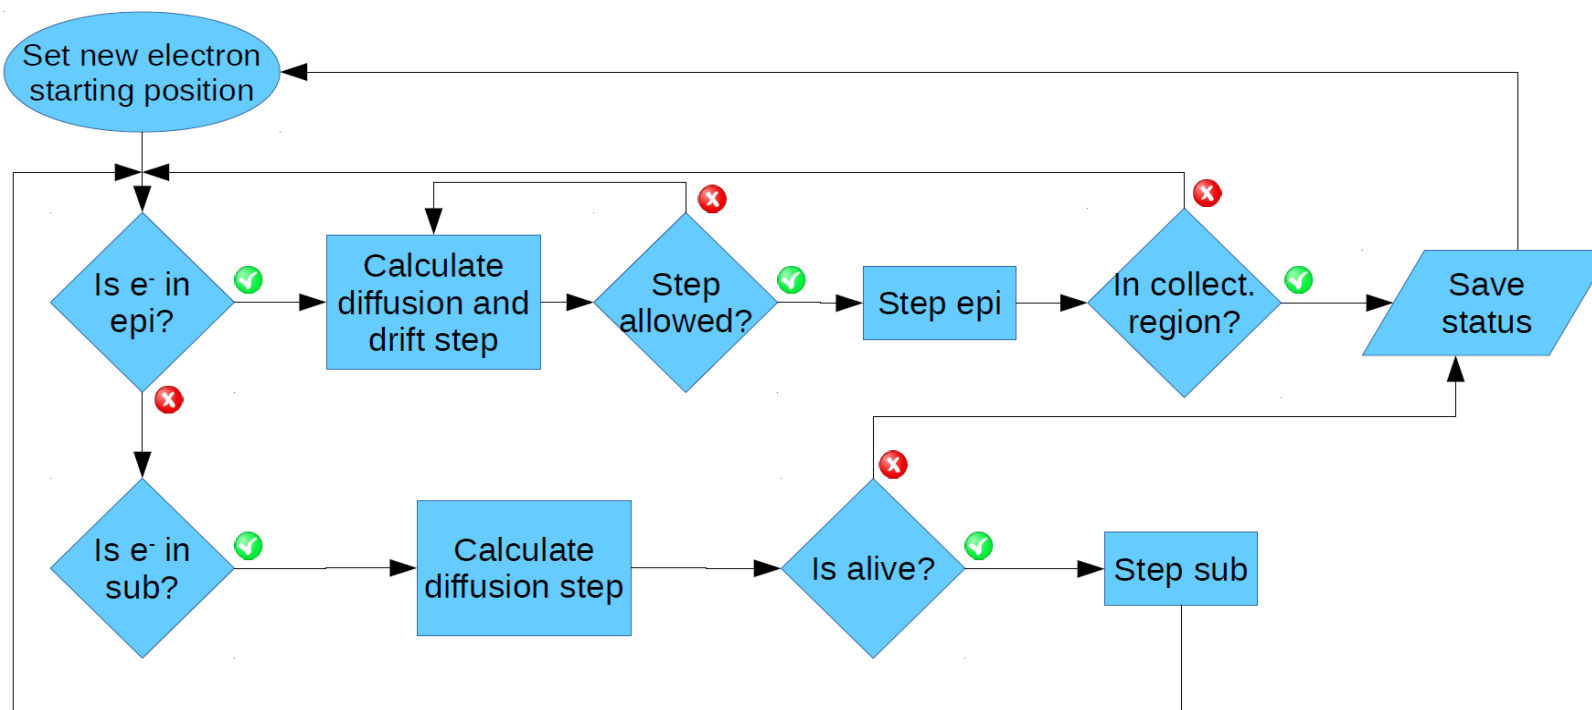 Set new electron
starting position
Is e⁻ in
epi?
Calculate
diffusion and
drift step
Step
allowed?
Step epi
In collect.
region?
Save
status
Is e⁻ in
sub?
Calculate
diffusion step
Is alive?
Step sub